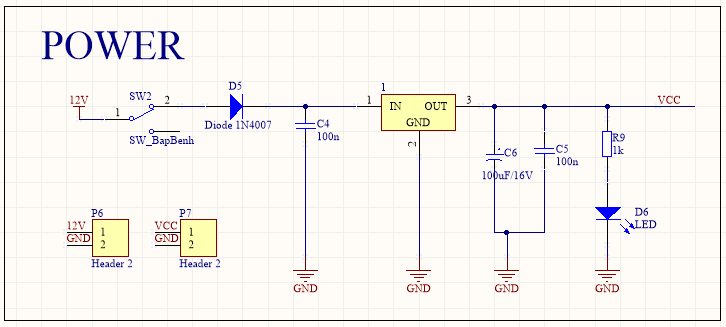 POWER
12V
SW2
1
2
SW_BapBenh
D5
Diode 1N4007
C4
100n
1
1
IN
OUT
GND
2
3
C6
100uF/16V
C5
100n
VCC
R9
1k
D6
LED
P6
12V
GND
1
2
Header 2
P7
VCC
GND
1
2
Header 2
GND
GND
GND
GND